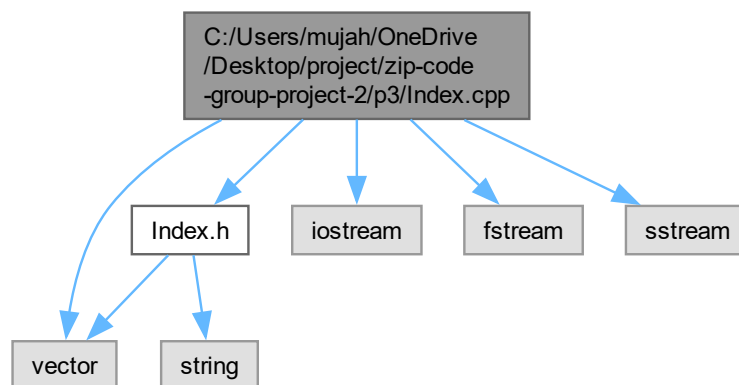 C:/Users/mujah/OneDrive
/Desktop/project/zip-code
-group-project-2/p3/Index.cpp
Index.h
iostream
fstream
sstream
vector
string